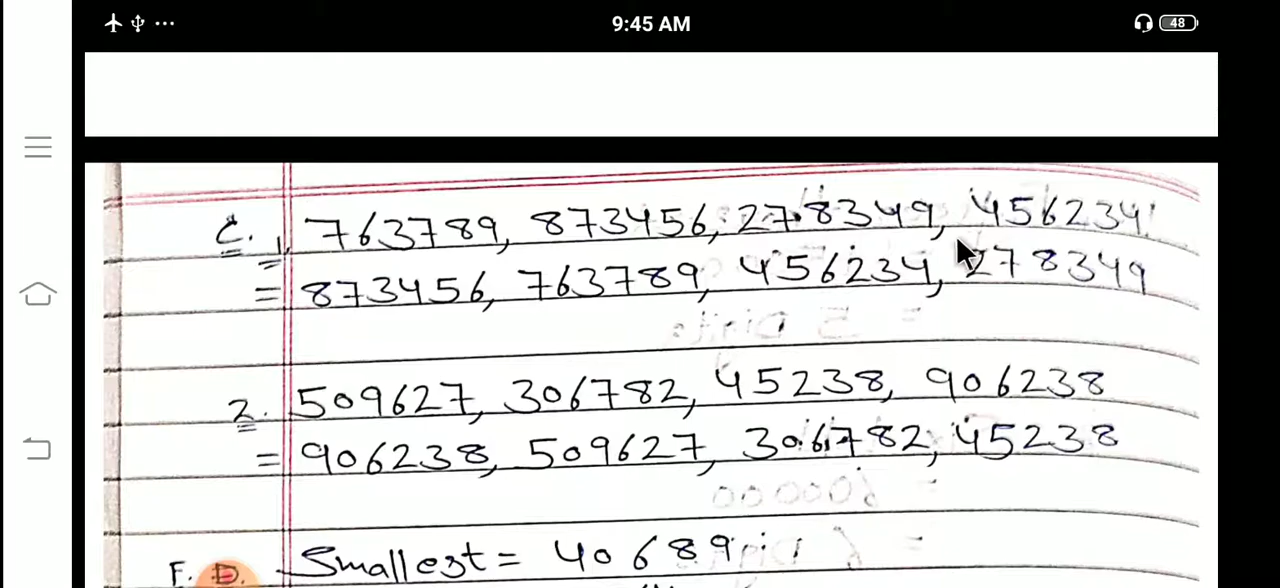 ... 9:45 AM 48
C. 1, 763789, 873456, 278349, 456234
= 873456, 763789, 456234, 278349
2. 509627, 306782, 45238, 906238
= 906238, 509627, 306782, 45238
F. D. Smallest = 40689